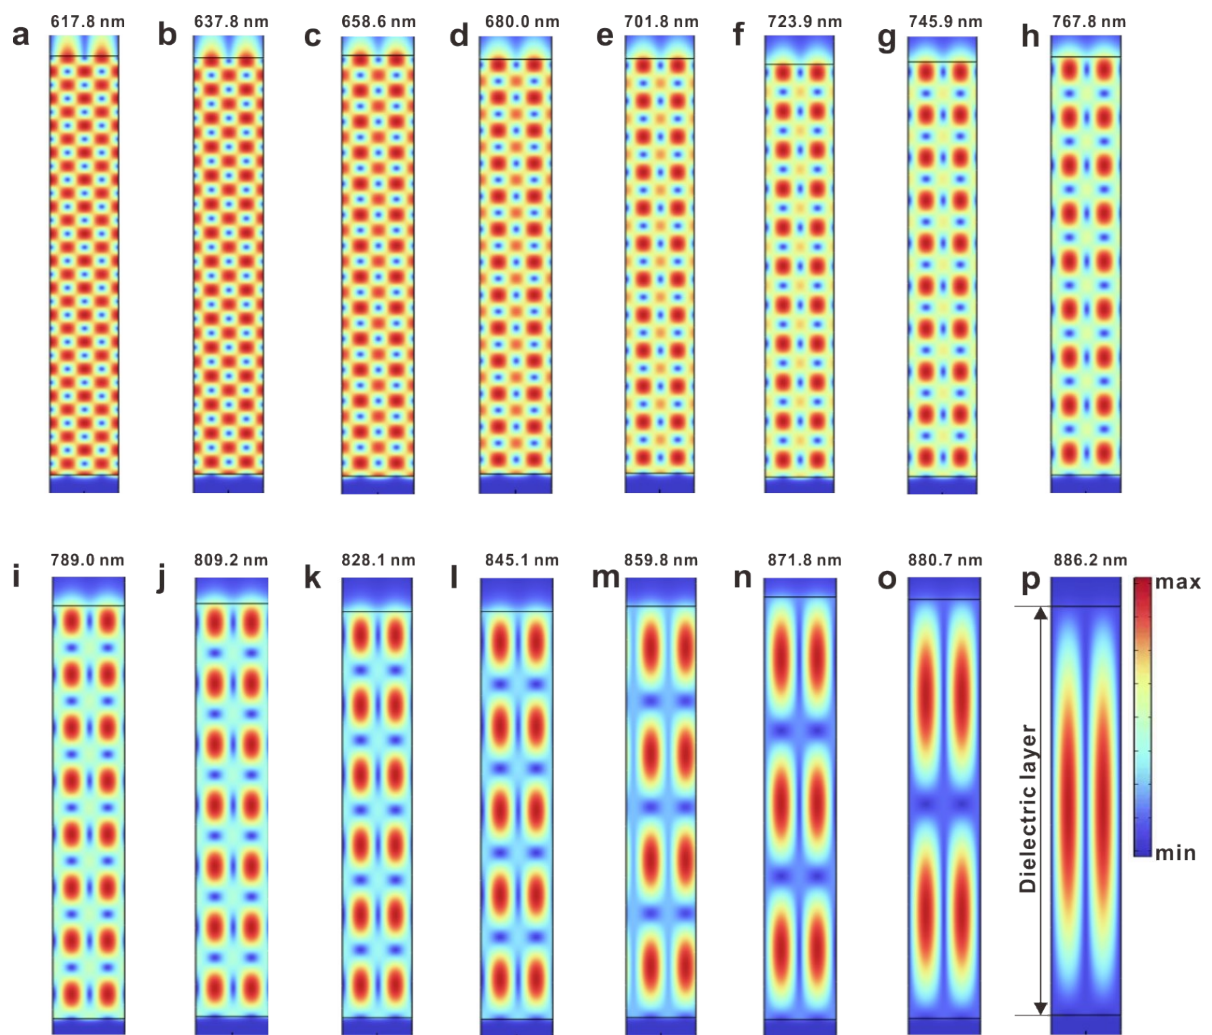 617.8 nm 637.8 nm 658.6 nm 680.0 nm 701.8 nm 723.9 nm 745.9 nm 767.8 nm
a b c d e f g h
789.0 nm 809.2 nm 828.1 nm 845.1 nm 859.8 nm 871.8 nm 880.7 nm 886.2 nm
i j k l m n o p
max
Dielectric layer
min